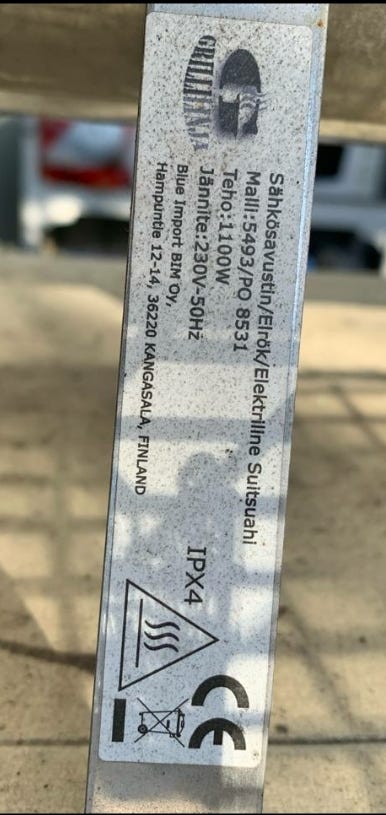 GRILLILANJA
Sähkösavustin/Elrök/Elektriline Suitsuahi
Malli:5493/PO 8531
Teho:1100W
Jännite:230V-50Hz
Blue Import BIM Oy,
Hampuntie 12-14, 36220 KANGASALA, FINLAND
IPX4
CE